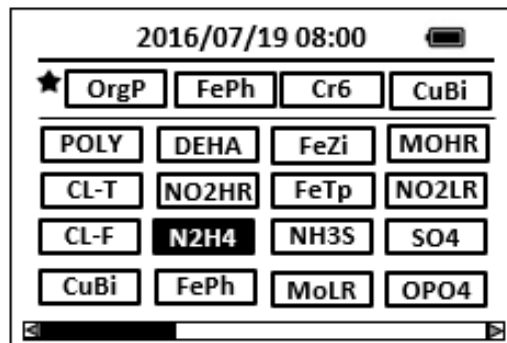 2016/07/19 08:00
OrgP FePh Cr6 CuBi
POLY DEHA FeZi MOHR
CL-T NO2HR FeTp NO2LR
CL-F N2H4 NH3S SO4
CuBi FePh MoLR OPO4